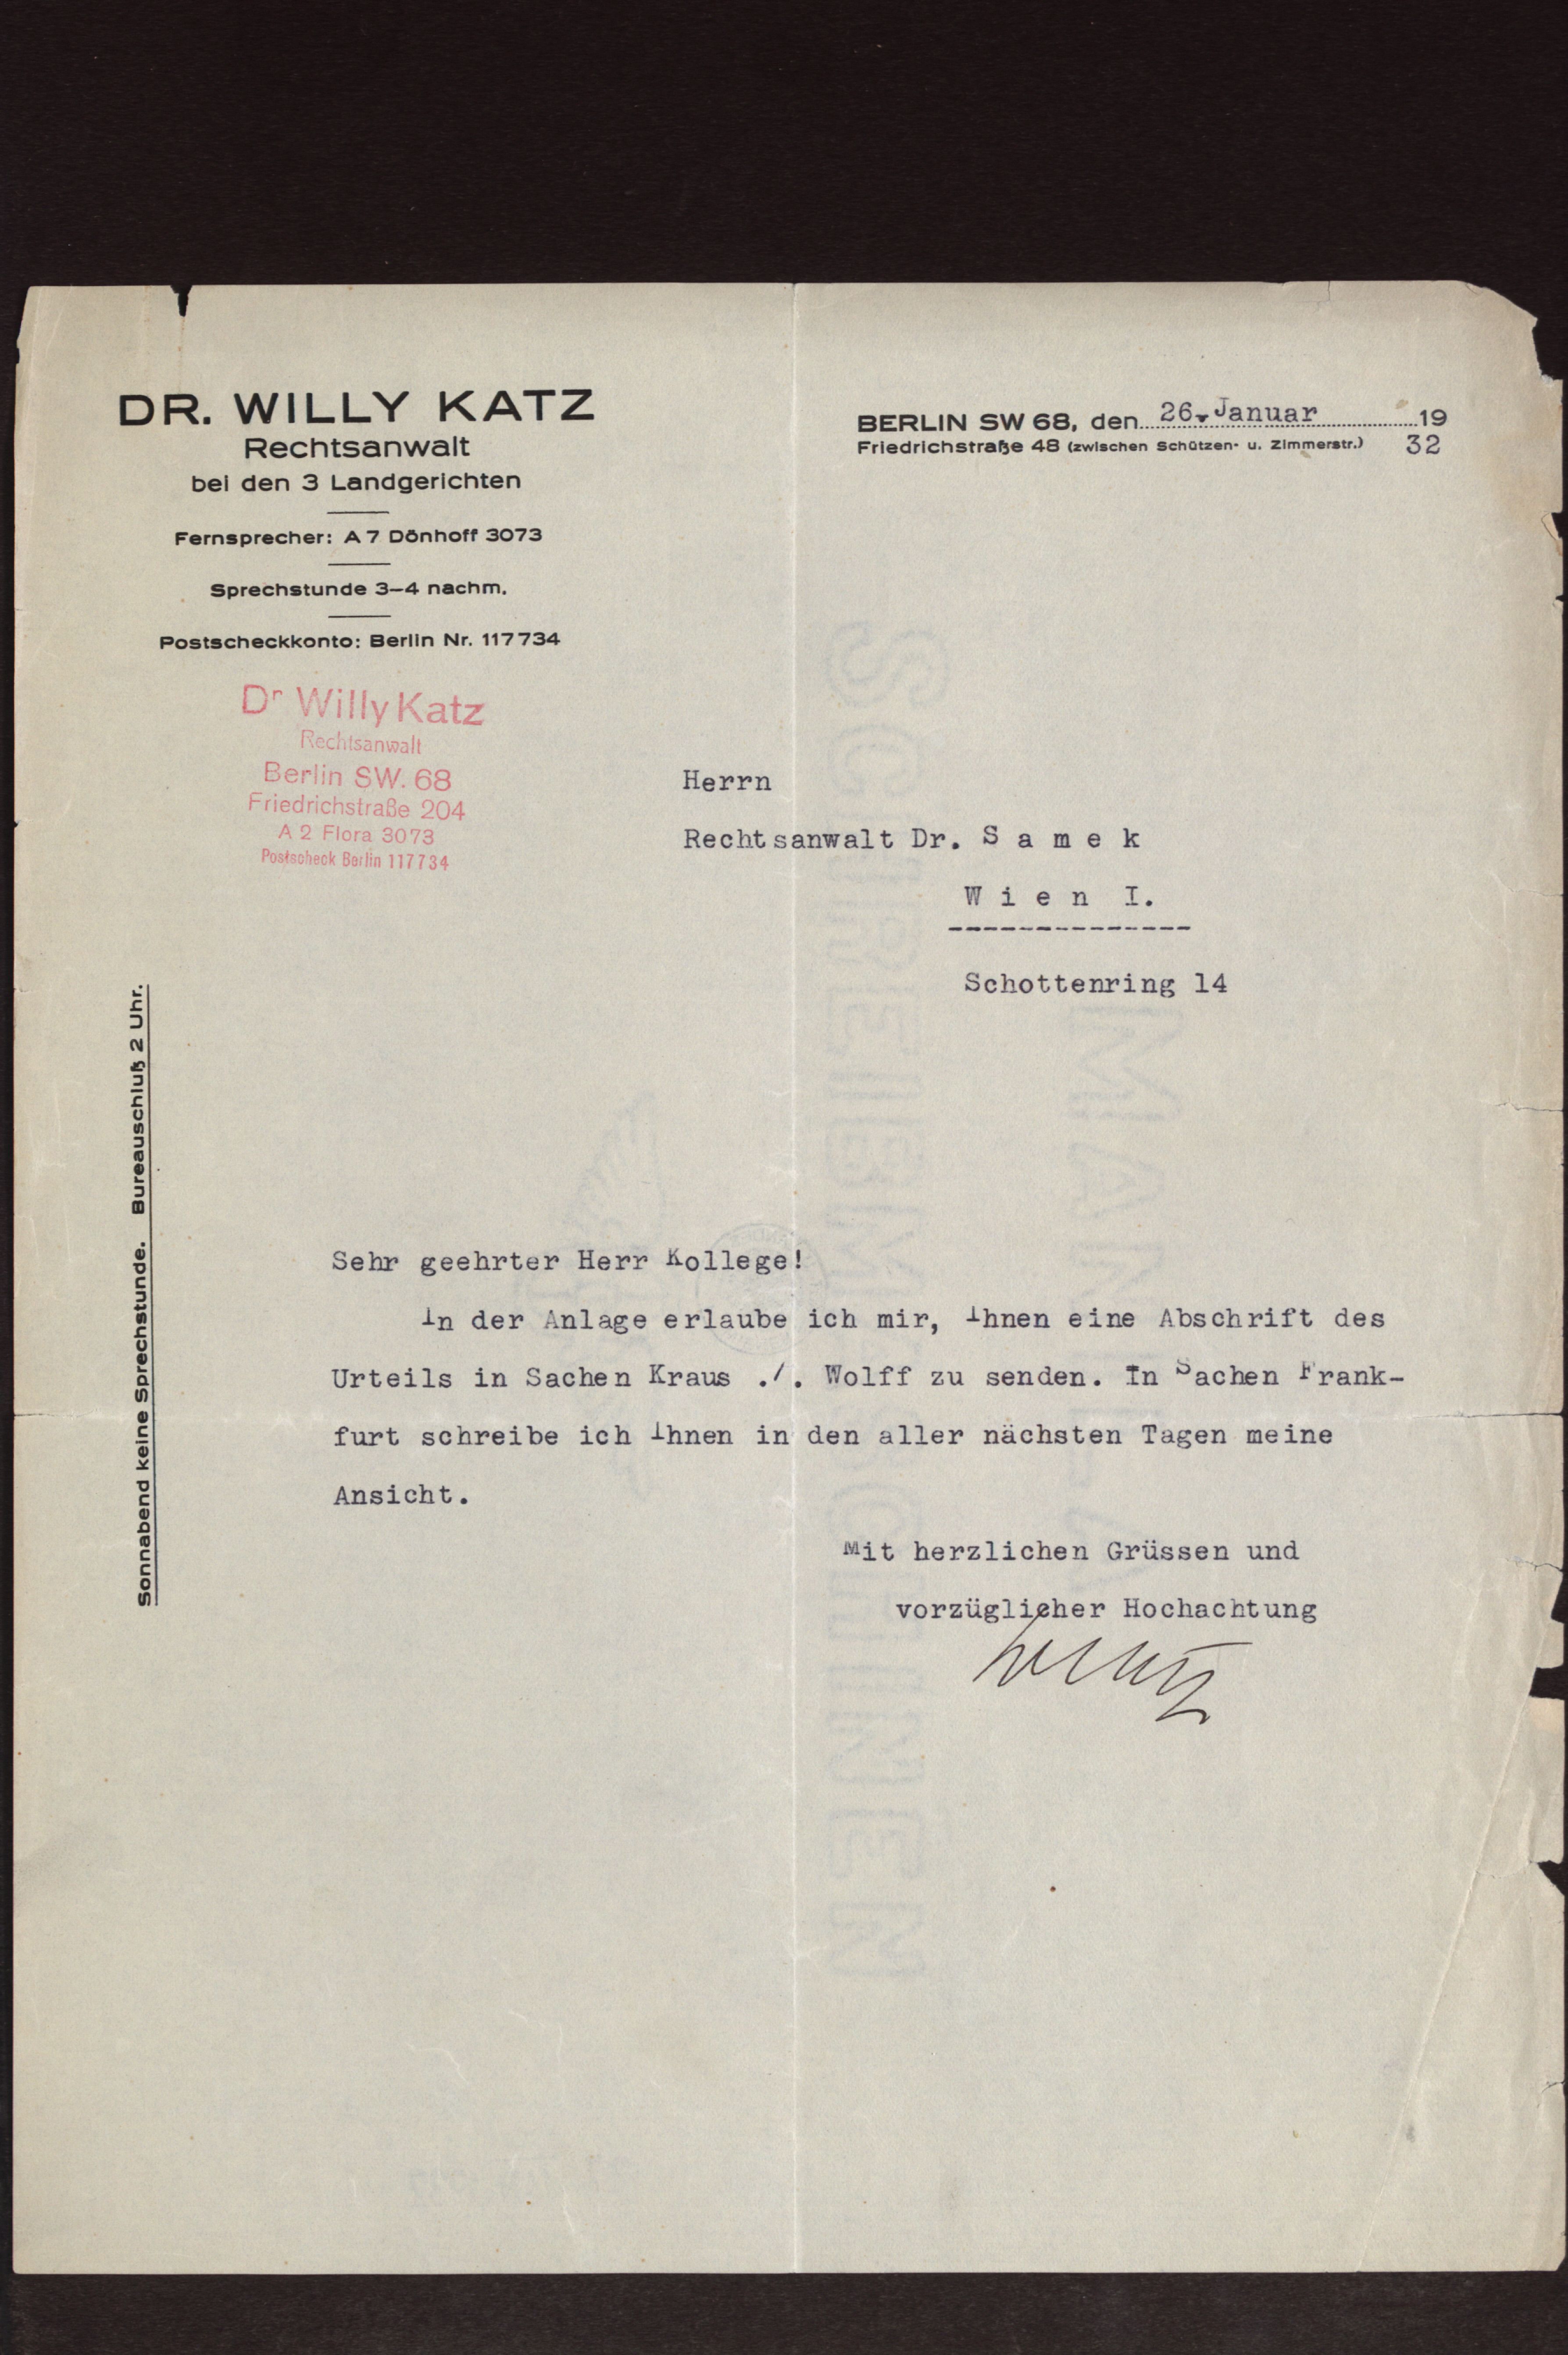 DR. WILLY KATZ
Rechtsanwalt
bei den 3 Landgerichten
Fernsprecher: A 7 Dönhoff 3073
Sprechstunde 3–4 nachm.
Postscheckkonto: Berlin Nr. 117734
BERLIN SW 68, den 26. Januar 19
Friedrichstraße 48 (zwischen Schützen- u. Zimmerstr.) 32
Dr Willy Katz
Rechtsanwalt
Berlin SW. 68
Friedrichstraße 204
A 2 Flora 3073
Postscheck Berlin 117734
Herrn
Rechtsanwalt Dr. S a m e k
W i e n I.
--------------
Schottenring 14
Sonnabend keine Sprechstunde. Bureauschluß 2 Uhr.
Sehr geehrter Herr Kollege!
In der Anlage erlaube ich mir, Ihnen eine Abschrift des
Urteils in Sachen Kraus ./. Wolff zu senden. In Sachen Frank-
furt schreibe ich Ihnen in den aller nächsten Tagen meine
Ansicht.
Mit herzlichen Grüssen und
vorzüglicher Hochachtung